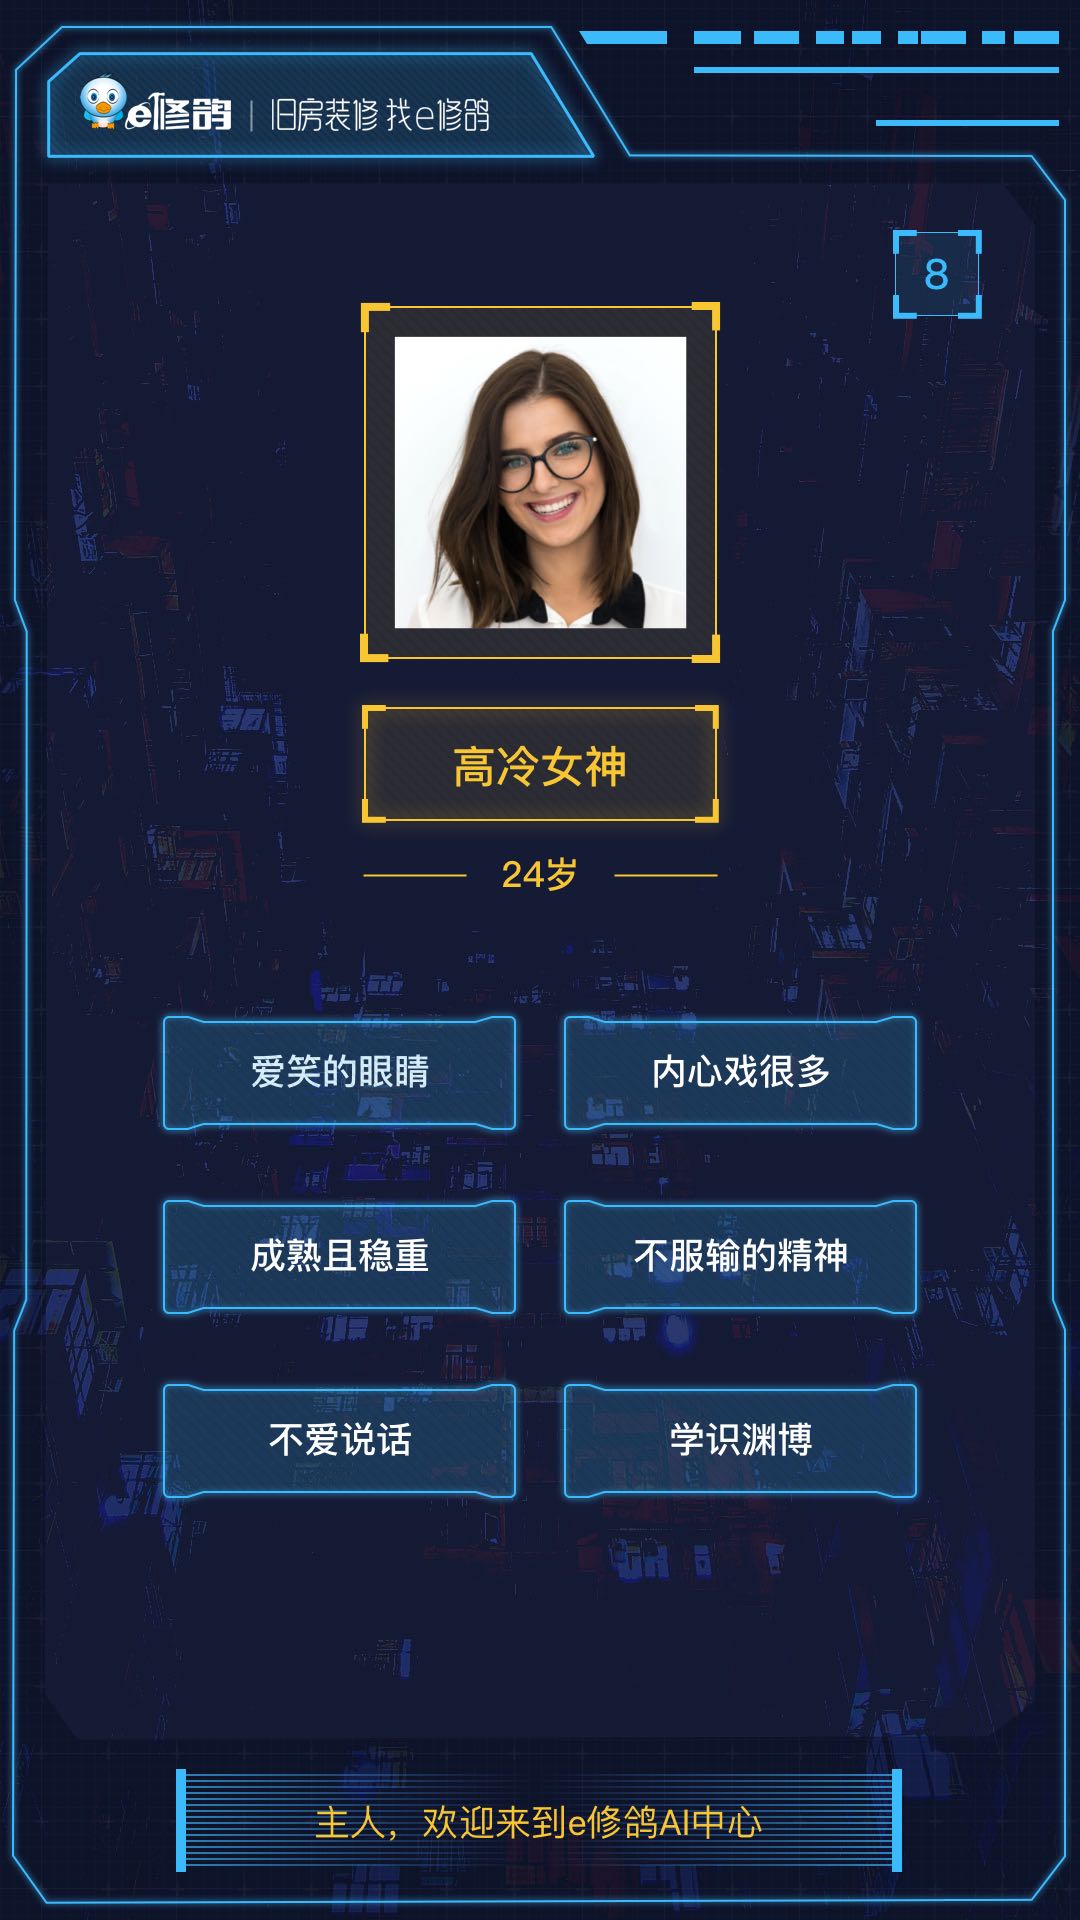 e修鸽 | 旧房装修 找e修鸽
8
高冷女神
24岁
爱笑的眼睛
内心戏很多
成熟且稳重
不服输的精神
不爱说话
学识渊博
主人，欢迎来到e修鸽AI中心